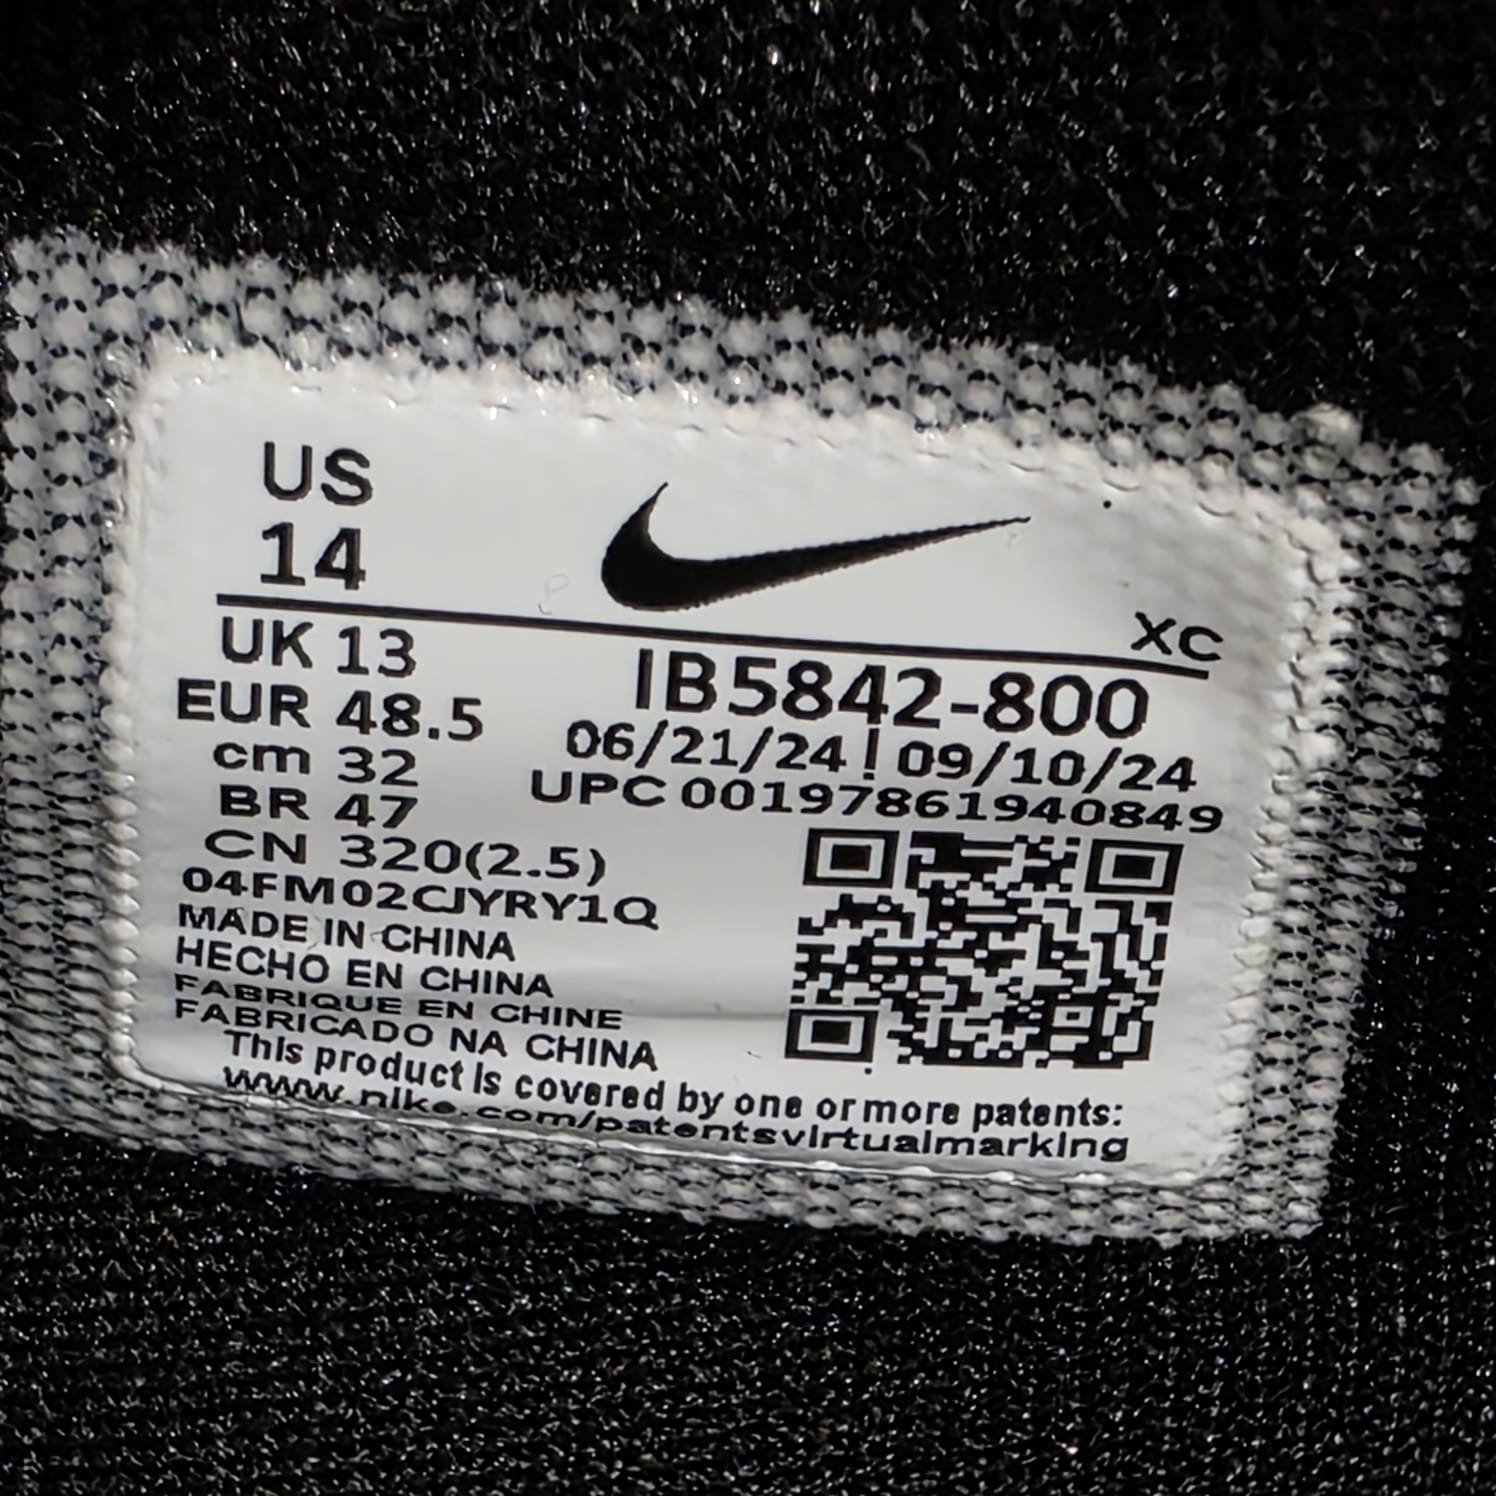 US
14
XC
UK 13
EUR 48.5
cm 32
BR 47
CN 320(2.5)
IB5842-800
06/21/24 ! 09/10/24
UPC 00197861940849
04FM02CJYRY1Q
MADE IN CHINA
HECHO EN CHINA
FABRIQUE EN CHINE
FABRICADO NA CHINA
This product is covered by one or more patents:
www.nike.com/patentsvirtualmarking